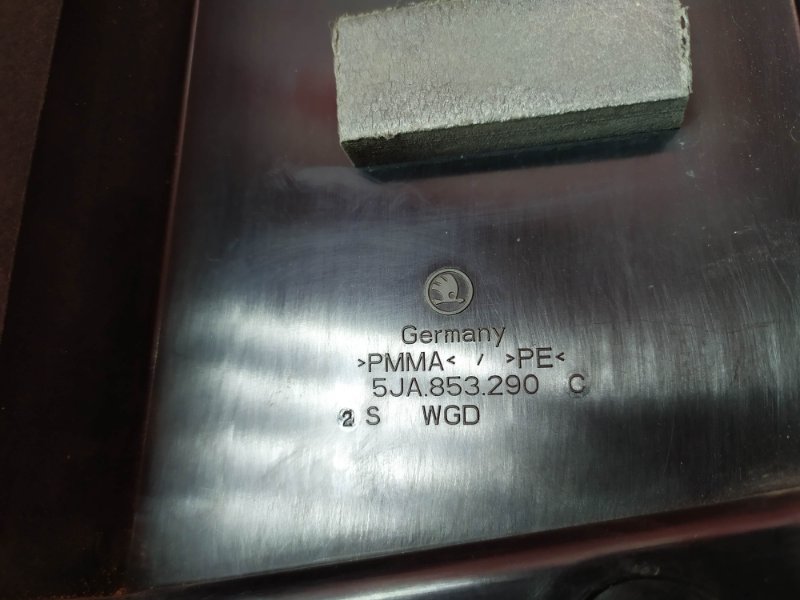 Germany
>PMMA< / >PE<
5JA.853.290 C
2 S WGD